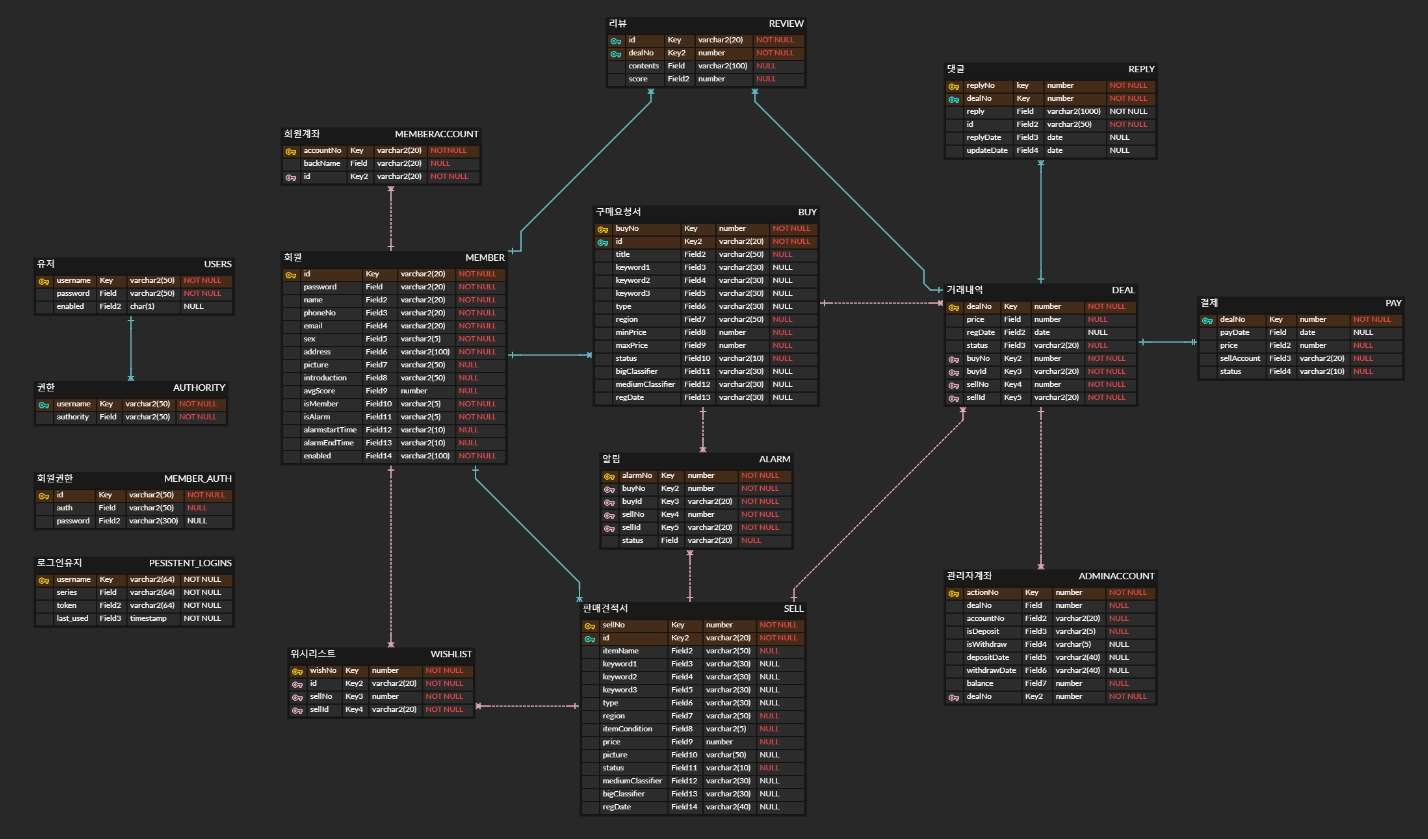 리뷰 REVIEW
id Key varchar2(20) NOT NULL
dealNo Key2 number NOT NULL
contents Field varchar2(100) NULL
score Field2 number NULL
댓글 REPLY
replyNo key number NOT NULL
dealNo Key number NOT NULL
reply Field varchar2(1000) NOT NULL
id Field2 varchar2(50) NOT NULL
replyDate Field3 date NULL
updateDate Field4 date NULL
회원계좌 MEMBERACCOUNT
accountNo Key varchar2(20) NOTNULL
backName Field varchar2(20) NULL
id Key2 varchar2(20) NOT NULL
구매요청서 BUY
buyNo Key number NOT NULL
id Key2 varchar2(20) NOT NULL
title Field2 varchar2(50) NULL
keyword1 Field3 varchar2(30) NULL
keyword2 Field4 varchar2(30) NULL
keyword3 Field5 varchar2(30) NULL
type Field6 varchar2(30) NULL
region Field7 varchar2(50) NULL
minPrice Field8 number NULL
maxPrice Field9 number NULL
status Field10 varchar2(10) NULL
bigClassifier Field11 varchar2(30) NULL
mediumClassifier Field12 varchar2(30) NULL
regDate Field13 varchar2(30) NULL
회원 MEMBER
id Key varchar2(20) NOT NULL
password Field varchar2(20) NOT NULL
name Field2 varchar2(20) NOT NULL
phoneNo Field3 varchar2(20) NOT NULL
email Field4 varchar2(20) NOT NULL
sex Field5 varchar2(5) NOT NULL
address Field6 varchar2(100) NOT NULL
picture Field7 varchar2(50) NULL
introduction Field8 varchar2(50) NULL
avgScore Field9 number NULL
isMember Field10 varchar2(5) NOT NULL
isAlarm Field11 varchar2(5) NOT NULL
alarmstartTime Field12 varchar2(10) NULL
alarmEndTime Field13 varchar2(10) NULL
enabled Field14 varchar2(100) NOT NULL
유저 USERS
username Key varchar2(50) NOT NULL
password Field varchar2(50) NOT NULL
enabled Field2 char(1) NULL
거래내역 DEAL
dealNo Key number NOT NULL
price Field number NULL
regDate Field2 date NULL
status Field3 varchar2(20) NULL
buyNo Key2 number NOT NULL
buyId Key3 varchar2(20) NOT NULL
sellNo Key4 number NOT NULL
sellId Key5 varchar2(20) NOT NULL
결제 PAY
dealNo Key number NOT NULL
payDate Field date NULL
price Field2 number NULL
sellAccount Field3 varchar2(20) NULL
status Field4 varchar2(10) NULL
권한 AUTHORITY
username Key varchar2(50) NOT NULL
authority Field varchar2(50) NOT NULL
알림 ALARM
alarmNo Key number NOT NULL
buyNo Key2 number NOT NULL
buyId Key3 varchar2(20) NOT NULL
sellNo Key4 number NOT NULL
sellId Key5 varchar2(20) NOT NULL
status Field varchar2(20) NULL
회원권한 MEMBER_AUTH
id Key varchar2(50) NOT NULL
auth Field varchar2(50) NULL
password Field2 varchar2(300) NULL
로그인유지 PESISTENT_LOGINS
username Key varchar2(64) NOT NULL
series Field varchar2(64) NOT NULL
token Field2 varchar2(64) NOT NULL
last_used Field3 timestamp NOT NULL
관리자계좌 ADMINACCOUNT
actionNo Key number NOT NULL
dealNo Field number NULL
accountNo Field2 varchar2(20) NULL
isDeposit Field3 varchar2(5) NULL
isWithdraw Field4 varchar(5) NULL
depositDate Field5 varchar2(40) NULL
withdrawDate Field6 varchar2(40) NULL
balance Field7 number NULL
dealNo Key2 number NOT NULL
판매견적서 SELL
sellNo Key number NOT NULL
id Key2 varchar2(20) NOT NULL
itemName Field2 varchar2(50) NULL
keyword1 Field3 varchar2(30) NULL
keyword2 Field4 varchar2(30) NULL
keyword3 Field5 varchar2(30) NULL
type Field6 varchar2(30) NULL
region Field7 varchar2(50) NULL
itemCondition Field8 varchar2(5) NULL
price Field9 number NULL
picture Field10 varchar(50) NULL
status Field11 varchar2(10) NULL
mediumClassifier Field12 varchar2(30) NULL
bigClassifier Field13 varchar2(30) NULL
regDate Field14 varchar2(40) NULL
위시리스트 WISHLIST
wishNo Key number NOT NULL
id Key2 varchar2(20) NOT NULL
sellNo Key3 number NOT NULL
sellId Key4 varchar2(20) NOT NULL